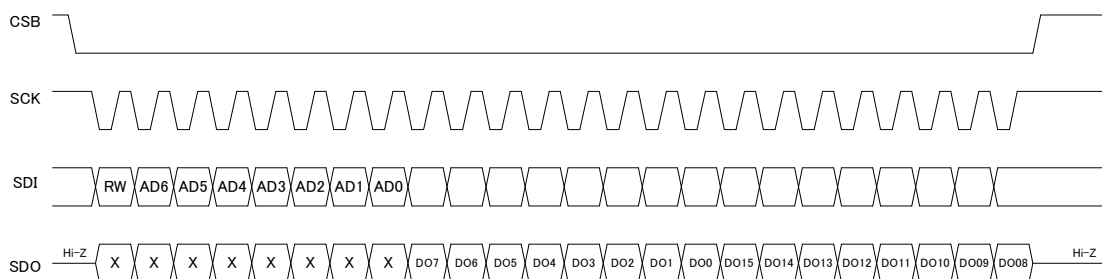 CSB
SCK
SDI RW AD6 AD5 AD4 AD3 AD2 AD1 AD0
SDO Hi-Z X X X X X X X X DO7 DO6 DO5 DO4 DO3 DO2 DO1 DO0 DO15 DO14 DO13 DO12 DO11 DO10 DO09 DO08 Hi-Z